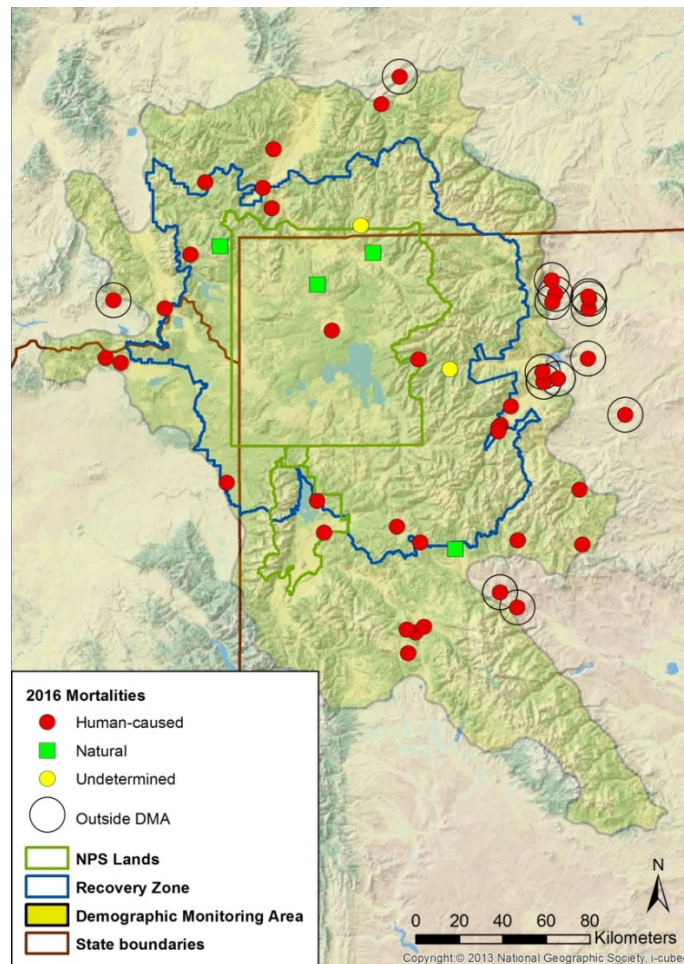 2016 Mortalities
Human-caused
Natural
Undetermined
Outside DMA
NPS Lands
Recovery Zone
Demographic Monitoring Area
State boundaries
N
0 20 40 60 80
Kilometers
Copyright:© 2013 National Geographic Society, i-cubed